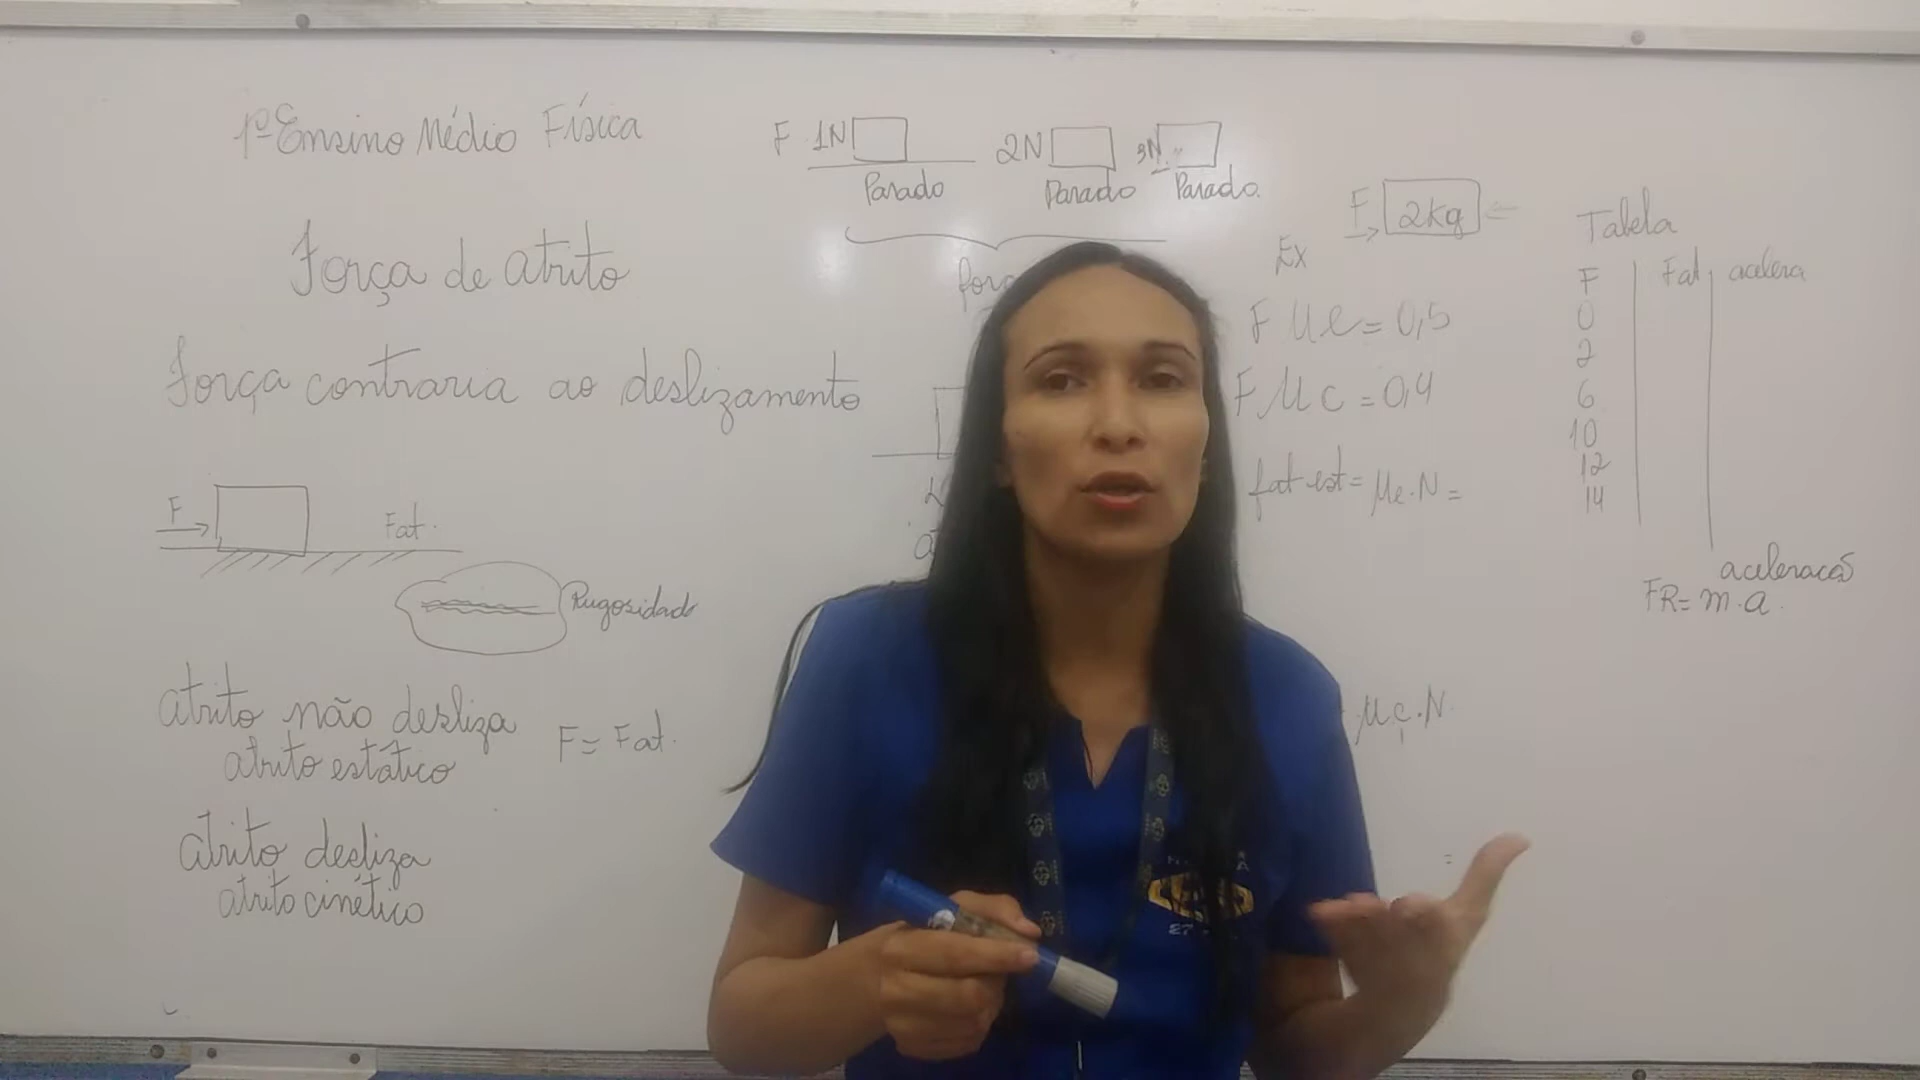 1º Ensino Médio Física
Força de atrito
Força contraria ao deslizamento
F
Fat.
Rugosidade
atrito não desliza
atrito estático
F = Fat.
atrito desliza
atrito cinético
F 1N
Parado
2N
Parado
3N
Parado.
Ex
F
2kg
F μe = 0,5
F μc = 0,4
fat est = μe.N =
μc.N
=
Tabela
F Fat acelera
0
2
6
10
12
14
aceleracão
FR = m.a.